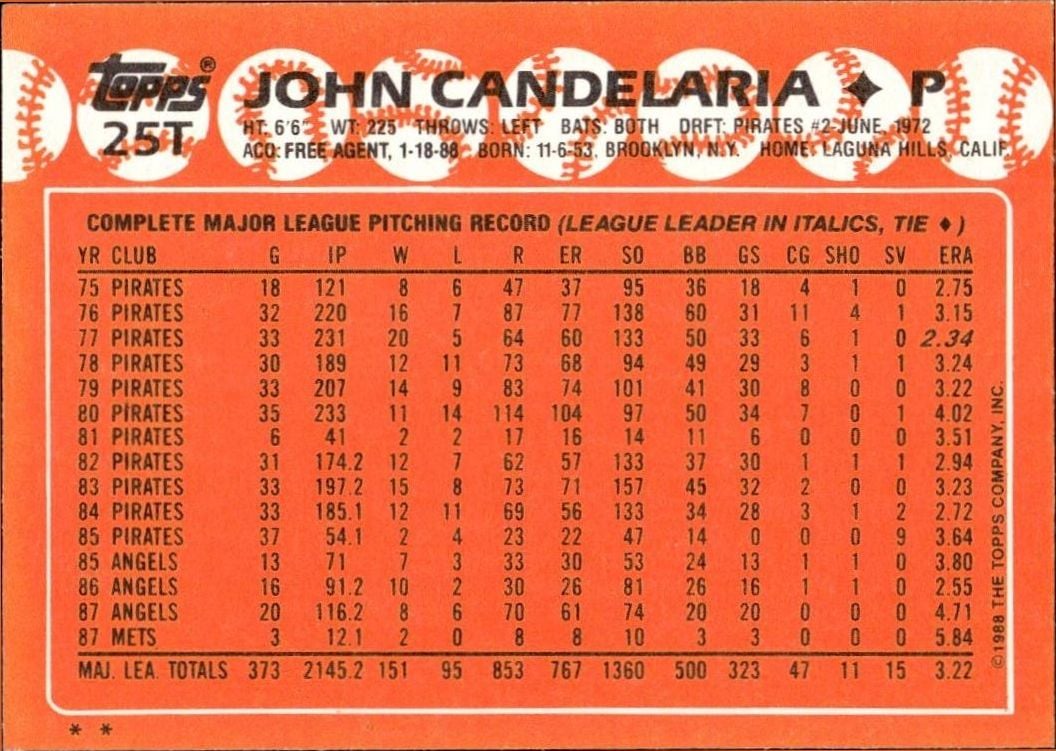 topps® JOHN CANDELARIA ♦ P
25T HT: 6'6" WT: 225 THROWS: LEFT BATS: BOTH DRFT: PIRATES #2-JUNE, 1972
ACQ: FREE AGENT, 1-18-88 BORN: 11-6-53, BROOKLYN, N.Y. HOME: LAGUNA HILLS, CALIF.
COMPLETE MAJOR LEAGUE PITCHING RECORD (LEAGUE LEADER IN ITALICS, TIE ♦)
YR CLUB G IP W L R ER SO BB GS CG SHO SV ERA
75 PIRATES 18 121 8 6 47 37 95 36 18 4 1 0 2.75
76 PIRATES 32 220 16 7 87 77 138 60 31 11 4 1 3.15
77 PIRATES 33 231 20 5 64 60 133 50 33 6 1 0 2.34
78 PIRATES 30 189 12 11 73 68 94 49 29 3 1 1 3.24
79 PIRATES 33 207 14 9 83 74 101 41 30 8 0 0 3.22
80 PIRATES 35 233 11 14 114 104 97 50 34 7 0 1 4.02
81 PIRATES 6 41 2 2 17 16 14 11 6 0 0 0 3.51
82 PIRATES 31 174.2 12 7 62 57 133 37 30 1 1 1 2.94
83 PIRATES 33 197.2 15 8 73 71 157 45 32 2 0 0 3.23
84 PIRATES 33 185.1 12 11 69 56 133 34 28 3 1 2 2.72
85 PIRATES 37 54.1 2 4 23 22 47 14 0 0 0 9 3.64
85 ANGELS 13 71 7 3 33 30 53 24 13 1 1 0 3.80
86 ANGELS 16 91.2 10 2 30 26 81 26 16 1 1 0 2.55
87 ANGELS 20 116.2 8 6 70 61 74 20 20 0 0 0 4.71
87 METS 3 12.1 2 0 8 8 10 3 3 0 0 0 5.84
MAJ. LEA. TOTALS 373 2145.2 151 95 853 767 1360 500 323 47 11 15 3.22
©1988 THE TOPPS COMPANY, INC.
* *